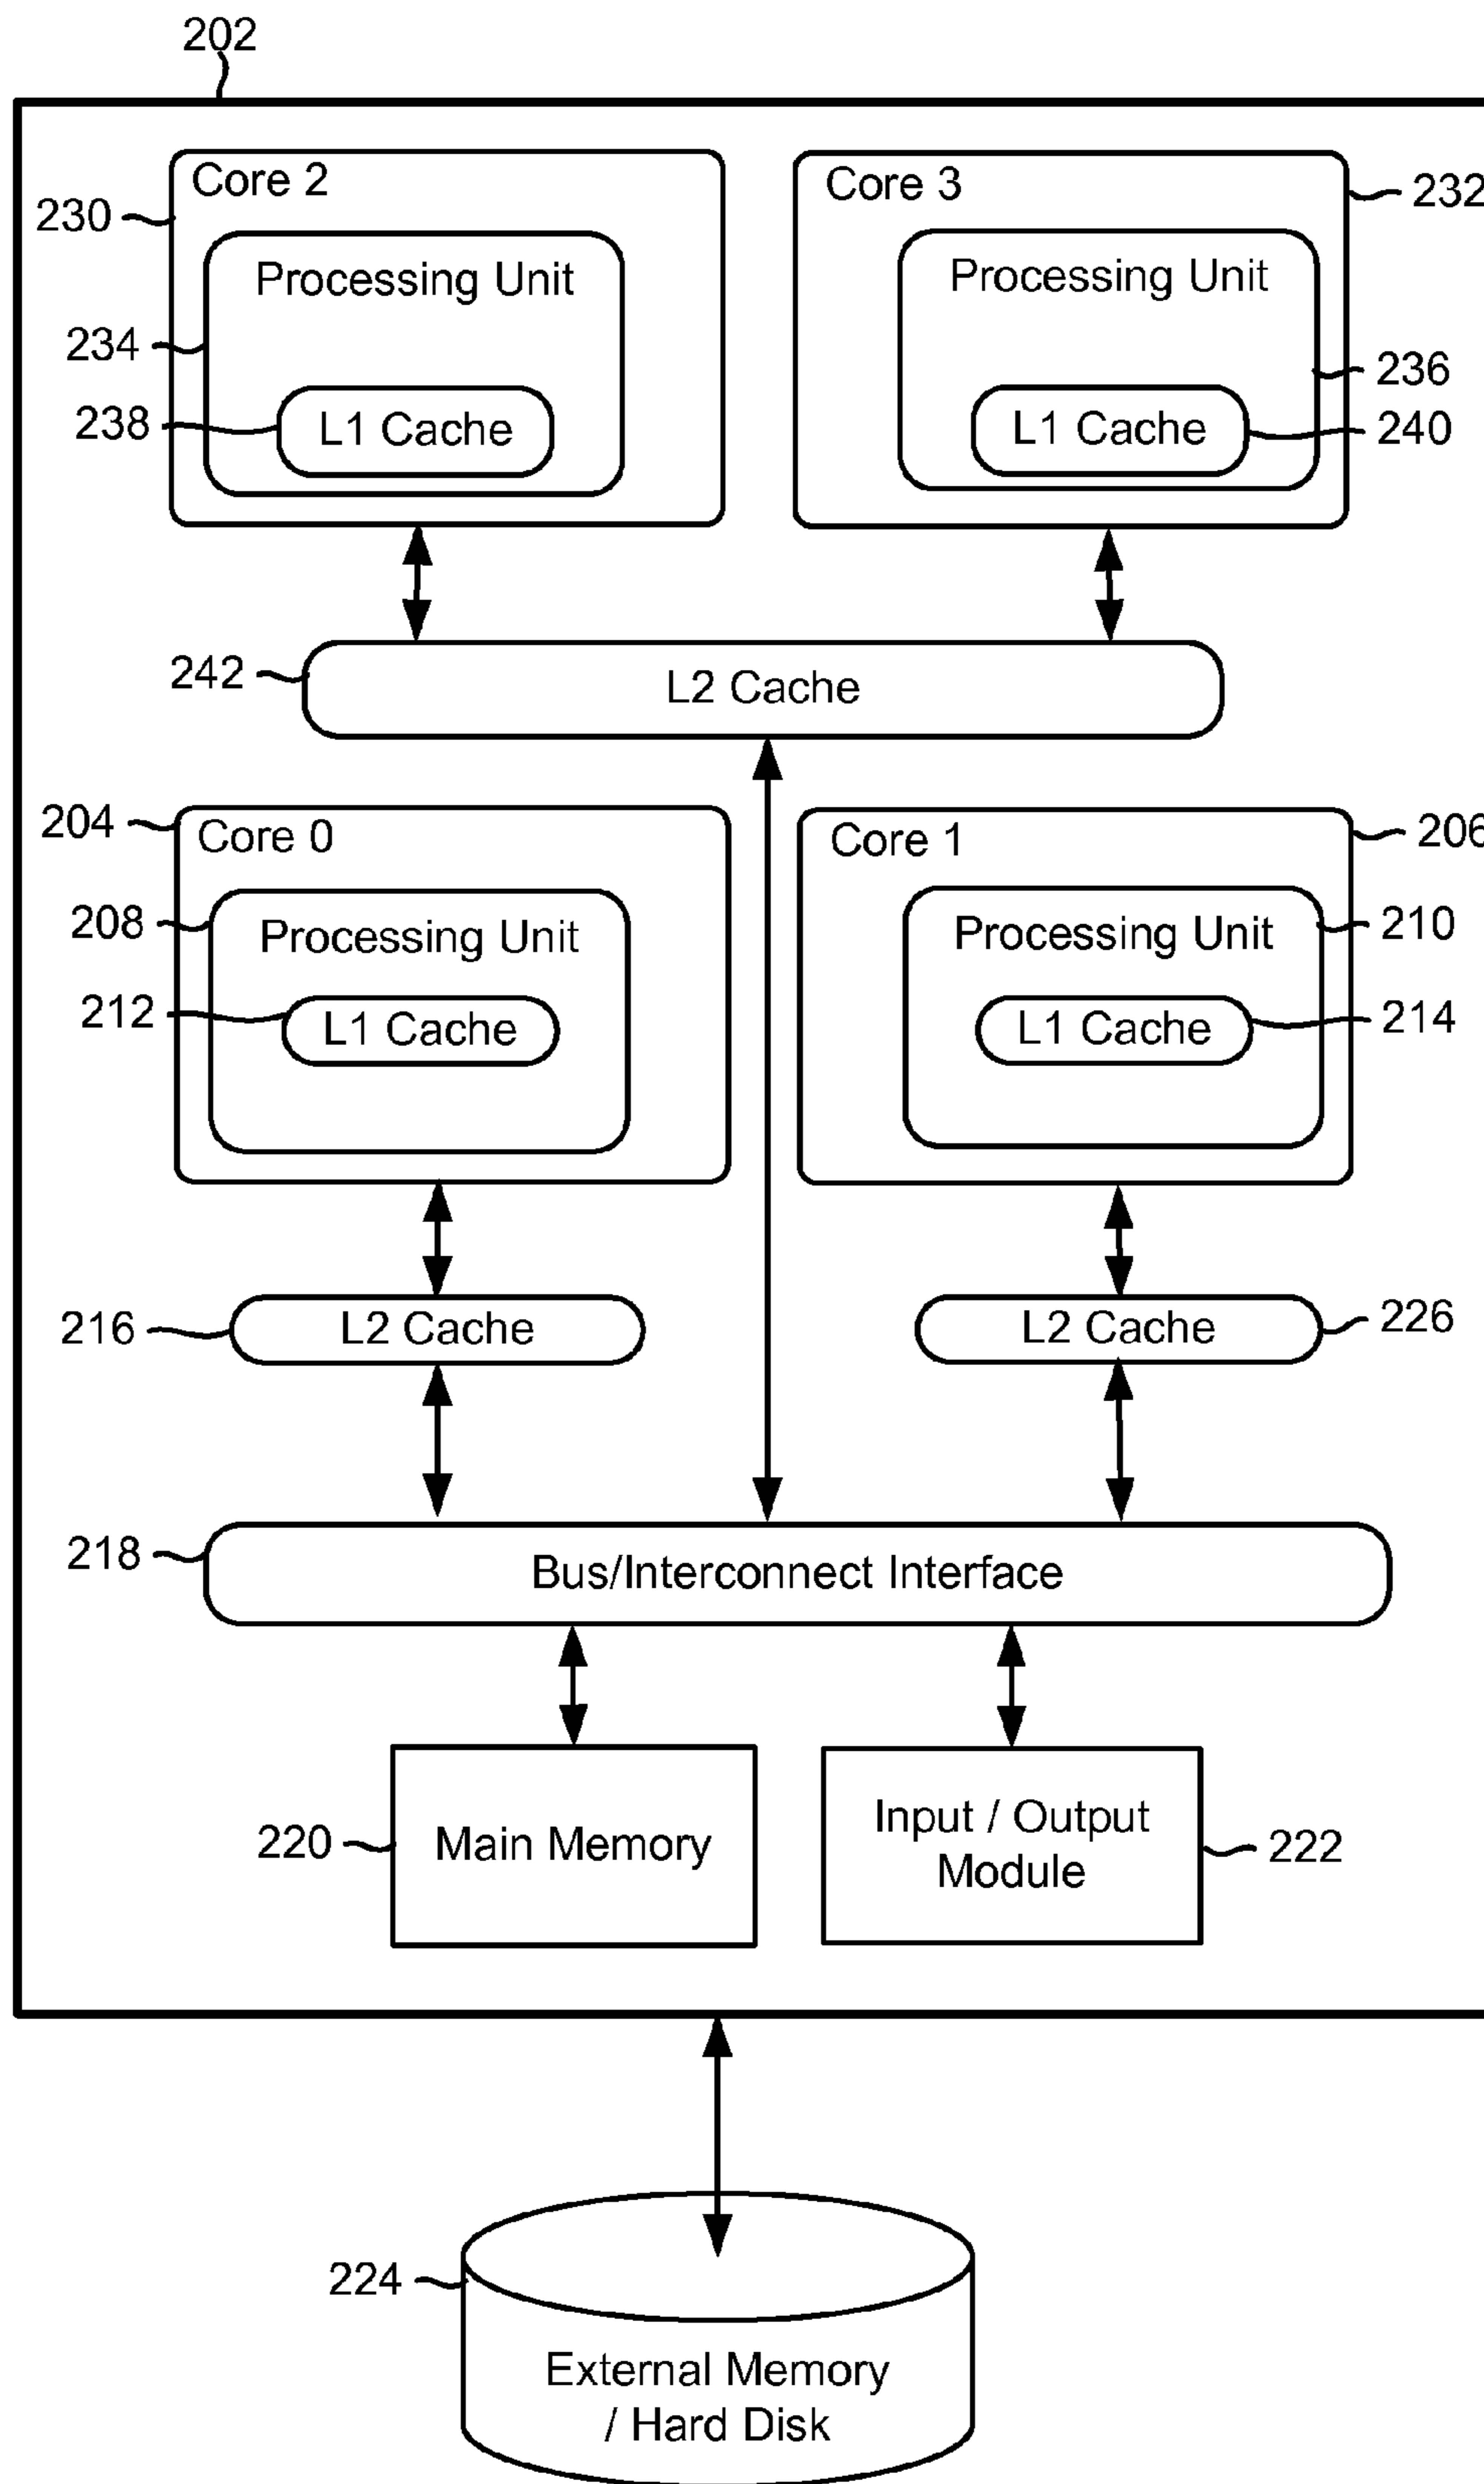 202
Core 2
Core 3
230
232
Processing Unit
Processing Unit
234
236
238
L1 Cache
L1 Cache
240
242
L2 Cache
204
Core 0
Core 1
206
208
Processing Unit
Processing Unit
210
212
L1 Cache
L1 Cache
214
216
L2 Cache
L2 Cache
226
218
Bus/Interconnect Interface
220
Main Memory
Input / Output
Module
222
224
External Memory
/ Hard Disk